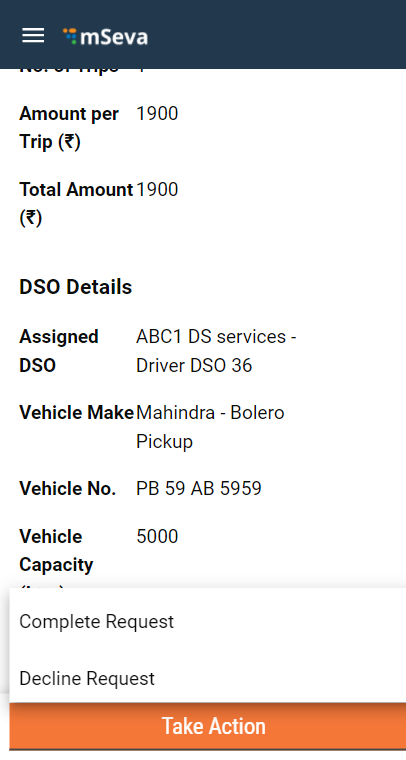 mSeva
No. of Trips
Amount per 1900
Trip (₹)
Total Amount 1900
(₹)
DSO Details
Assigned ABC1 DS services -
DSO Driver DSO 36
Vehicle Make Mahindra - Bolero
Pickup
Vehicle No. PB 59 AB 5959
Vehicle 5000
Capacity
Complete Request
Decline Request
Take Action